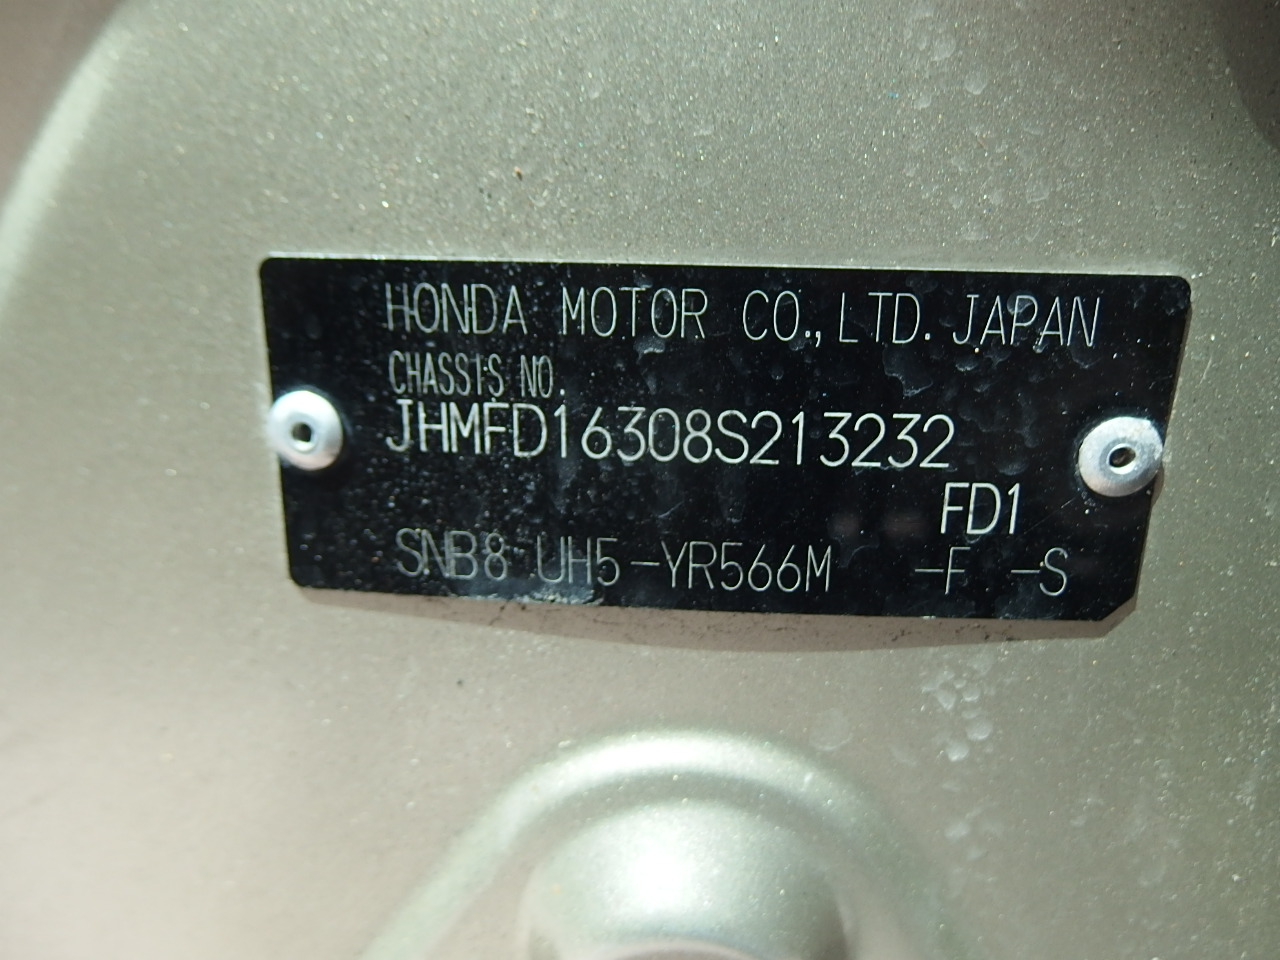 HONDA MOTOR CO., LTD. JAPAN
CHASSIS NO.
JHMFD16308S213232
FD1
SNB8 UH5-YR566M -F -S